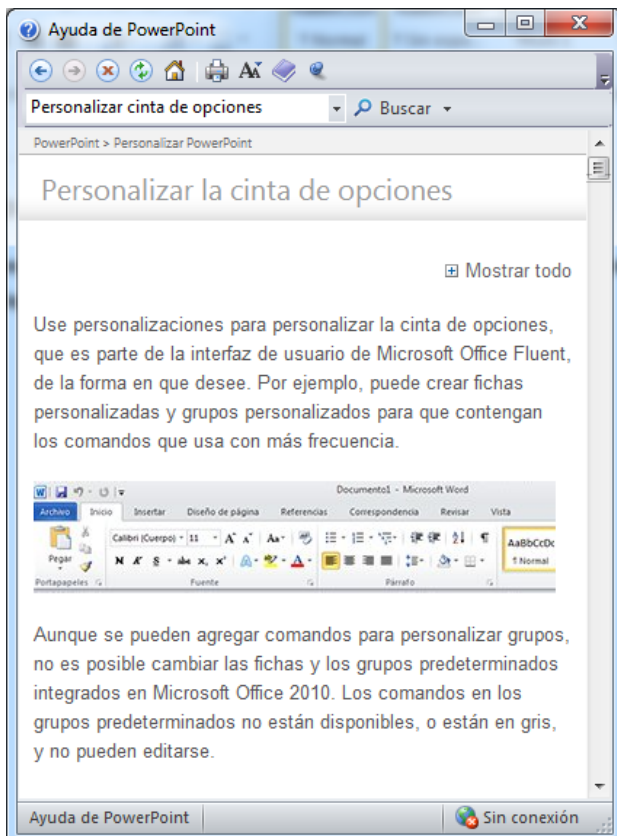 Ayuda de PowerPoint
Personalizar cinta de opciones
Buscar
PowerPoint > Personalizar PowerPoint
Personalizar la cinta de opciones
Mostrar todo
Use personalizaciones para personalizar la cinta de opciones,
que es parte de la interfaz de usuario de Microsoft Office Fluent,
de la forma en que desee. Por ejemplo, puede crear fichas
personalizadas y grupos personalizados para que contengan
los comandos que usa con más frecuencia.
Documento1 - Microsoft Word
Archivo Inicio Insertar Diseño de página Referencias Correspondencia Revisar Vista
Calibri (Cuerpo) 11 A A Aa
Pegar N K S abc x, x² A A AaBbCcDc
¶ Normal
Portapapeles Fuente Párrafo
Aunque se pueden agregar comandos para personalizar grupos,
no es posible cambiar las fichas y los grupos predeterminados
integrados en Microsoft Office 2010. Los comandos en los
grupos predeterminados no están disponibles, o están en gris,
y no pueden editarse.
Ayuda de PowerPoint Sin conexión